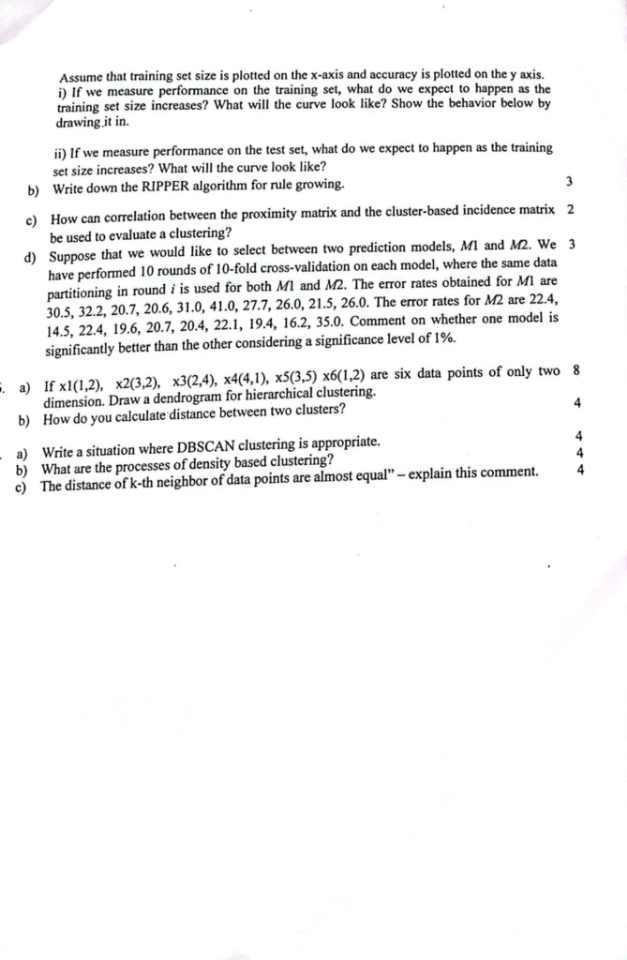 Assume that training set size is plotted on the x-axis and accuracy is plotted on the y axis.
i) If we measure performance on the training set, what do we expect to happen as the
training set size increases? What will the curve look like? Show the behavior below by
drawing it in.
ii) If we measure performance on the test set, what do we expect to happen as the training
set size increases? What will the curve look like?
b) Write down the RIPPER algorithm for rule growing. 3
c) How can correlation between the proximity matrix and the cluster-based incidence matrix 2
be used to evaluate a clustering?
d) Suppose that we would like to select between two prediction models, M1 and M2. We 3
have performed 10 rounds of 10-fold cross-validation on each model, where the same data
partitioning in round i is used for both M1 and M2. The error rates obtained for M1 are
30.5, 32.2, 20.7, 20.6, 31.0, 41.0, 27.7, 26.0, 21.5, 26.0. The error rates for M2 are 22.4,
14.5, 22.4, 19.6, 20.7, 20.4, 22.1, 19.4, 16.2, 35.0. Comment on whether one model is
significantly better than the other considering a significance level of 1%.
a) If x1(1,2), x2(3,2), x3(2,4), x4(4,1), x5(3,5) x6(1,2) are six data points of only two 8
dimension. Draw a dendrogram for hierarchical clustering.
b) How do you calculate distance between two clusters? 4
a) Write a situation where DBSCAN clustering is appropriate. 4
b) What are the processes of density based clustering? 4
c) The distance of k-th neighbor of data points are almost equal” – explain this comment. 4